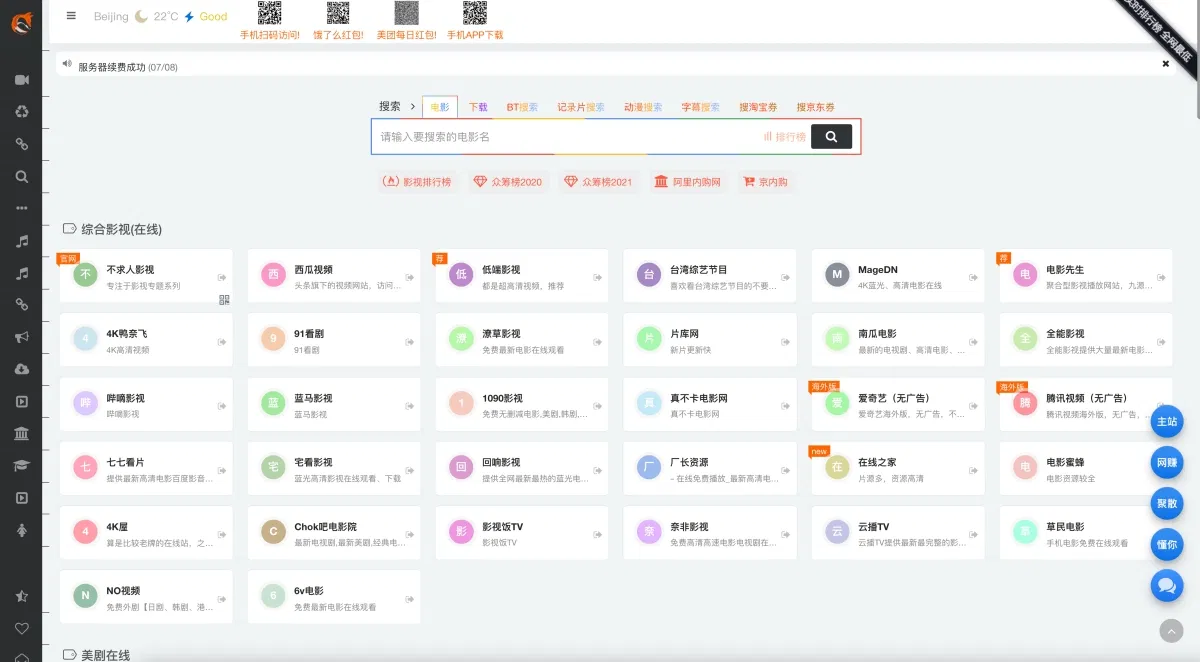 Beijing 22℃ Good
手机扫码访问! 饿了么红包! 美团每日红包! 手机APP下载
排行榜 全网最低
服务器续费成功 (07/08)
搜索 电影 下载 BT搜索 记录片搜索 动漫搜索 字幕搜索 搜淘宝券 搜京东券
请输入要搜索的电影名 排行榜
影视排行榜 众筹榜2020 众筹榜2021 阿里内购网 京内购
综合影视(在线)
官网 荐 荐
不 不求人影视 西 西瓜视频 低 低端影视 台 台湾综艺节目 M MageDN 电 电影先生
专注于影视专题系列 头条旗下的视频网站，访问... 都是超高清视频，推荐 喜欢看台湾综艺节目的不要... 4K蓝光、高清电影在线 聚合型影视播放网站，九源...
4 4K鸭奈飞 9 91看剧 潦 潦草影视 片 片库网 南 南瓜电影 全 全能影视
4K高清视频 91看剧 免费最新电影在线观看 新片更新快 最新的电视剧、高清电影、... 全能影视提供大量最新电影...
海外版 海外版
哔 哔嘀影视 蓝 蓝马影视 1 1090影视 真 真不卡电影网 爱 爱奇艺（无广告） 腾 腾讯视频（无广告）
哔嘀影视 蓝马影视 免费无删减电影,美剧,韩剧,... 真不卡电影网 爱奇艺海外版，无广告，不... 腾讯视频海外版，无广告，...
主站
new
七 七七看片 宅 宅看影视 回 回响影视 厂 厂长资源 在 在线之家 电 电影蜜蜂
提供最新高清电影百度影音... 蓝光高清影视在线观看、下载 提供全网最新最热的蓝光电... – 在线免费播放_最新高清电... 片源多，资源高清 电影资源较全
网赚
聚散
4 4K屋 C Chok吧电影院 影 影视饭TV 奈 奈非影视 云 云播TV 草民电影
算是比较老牌的在线站，之... 最新电视剧,最新美剧,经典电... 影视饭TV 免费高清高速电影电视剧在... 云播TV提供最新最完整的影... 手机电影免费在线观看
懂你
N NO视频 6 6v电影
免费外剧【日剧、韩剧、港... 免费最新电影在线观看
美剧在线